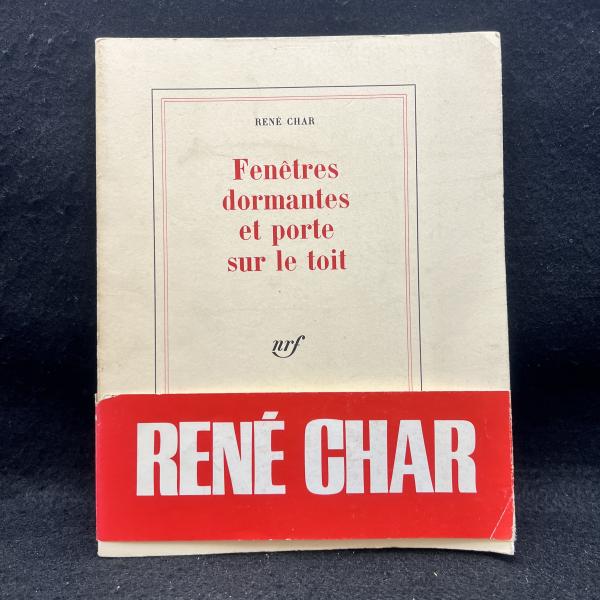 RENÉ CHAR
Fenêtres
dormantes
et porte
sur le toit
nrf
RENÉ CHAR